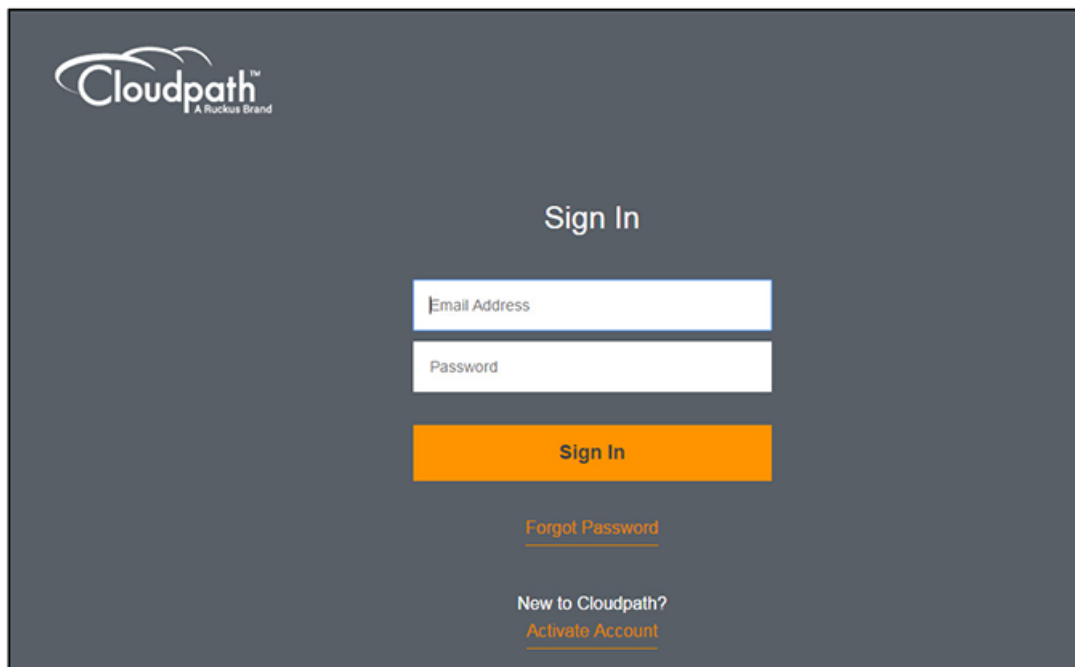 Cloudpath™
A Ruckus Brand
Sign In
Email Address
Password
Sign In
Forgot Password
New to Cloudpath?
Activate Account